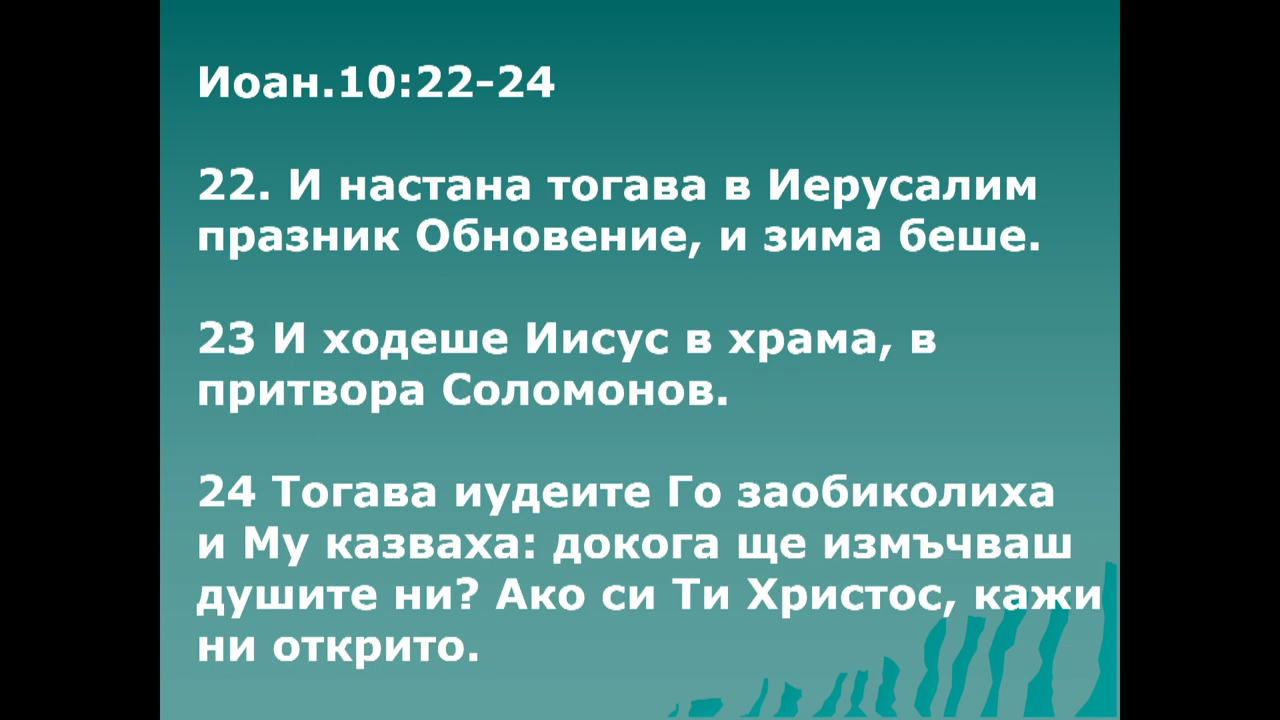 Иоан.10:22-24
22. И настана тогава в Иерусалим
празник Обновение, и зима беше.
23 И ходеше Иисус в храма, в
притвора Соломонов.
24 Тогава иудеите Го заобиколиха
и Му казваха: докога ще измъчваш
душите ни? Ако си Ти Христос, кажи
ни открито.